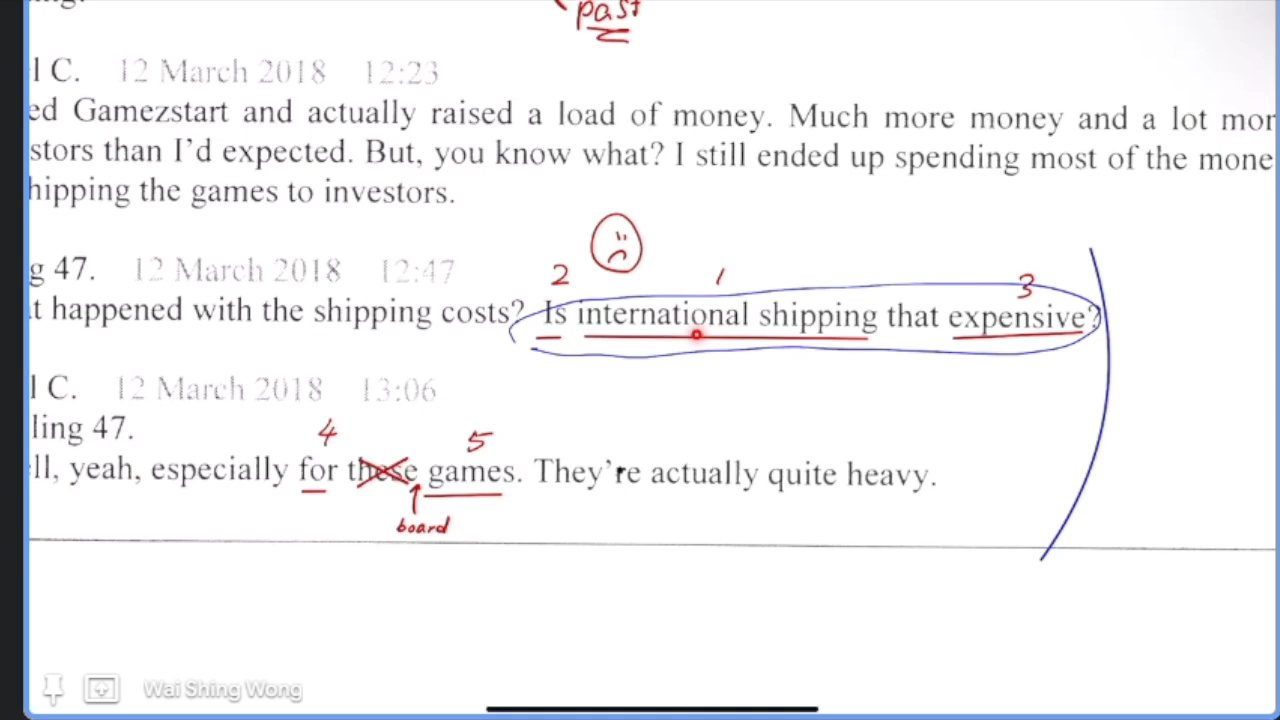 past
l C. 12 March 2018 12:23
ed Gamezstart and actually raised a load of money. Much more money and a lot mor
stors than I'd expected. But, you know what? I still ended up spending most of the mone
hipping the games to investors.
2 1 3
g 47. 12 March 2018 12:47
t happened with the shipping costs? Is international shipping that expensive?
l C. 12 March 2018 13:06
ling 47.
4 5
ll, yeah, especially for these games. They're actually quite heavy.
board
Wai Shing Wong